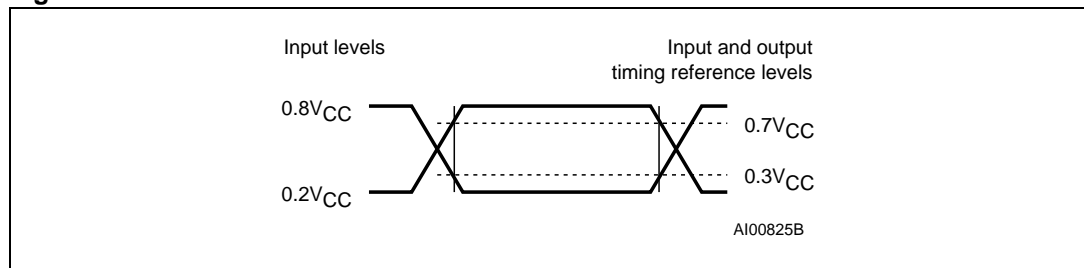 Input levels
Input and output
timing reference levels
0.8VCC
0.7VCC
0.3VCC
0.2VCC
AI00825B